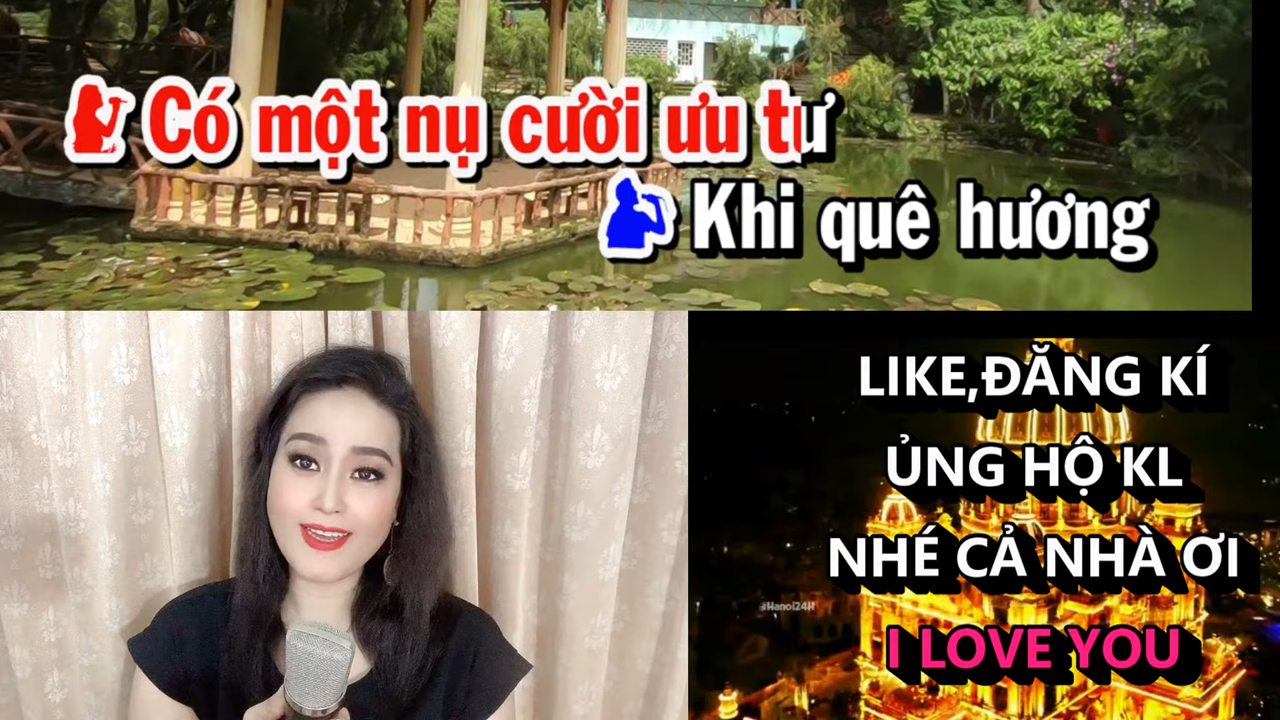 Có một nụ cười ưu tư
Khi quê hương
LIKE,ĐĂNG KÍ
ỦNG HỘ KL
NHÉ CẢ NHÀ ƠI
#Hanoi24H
I LOVE YOU